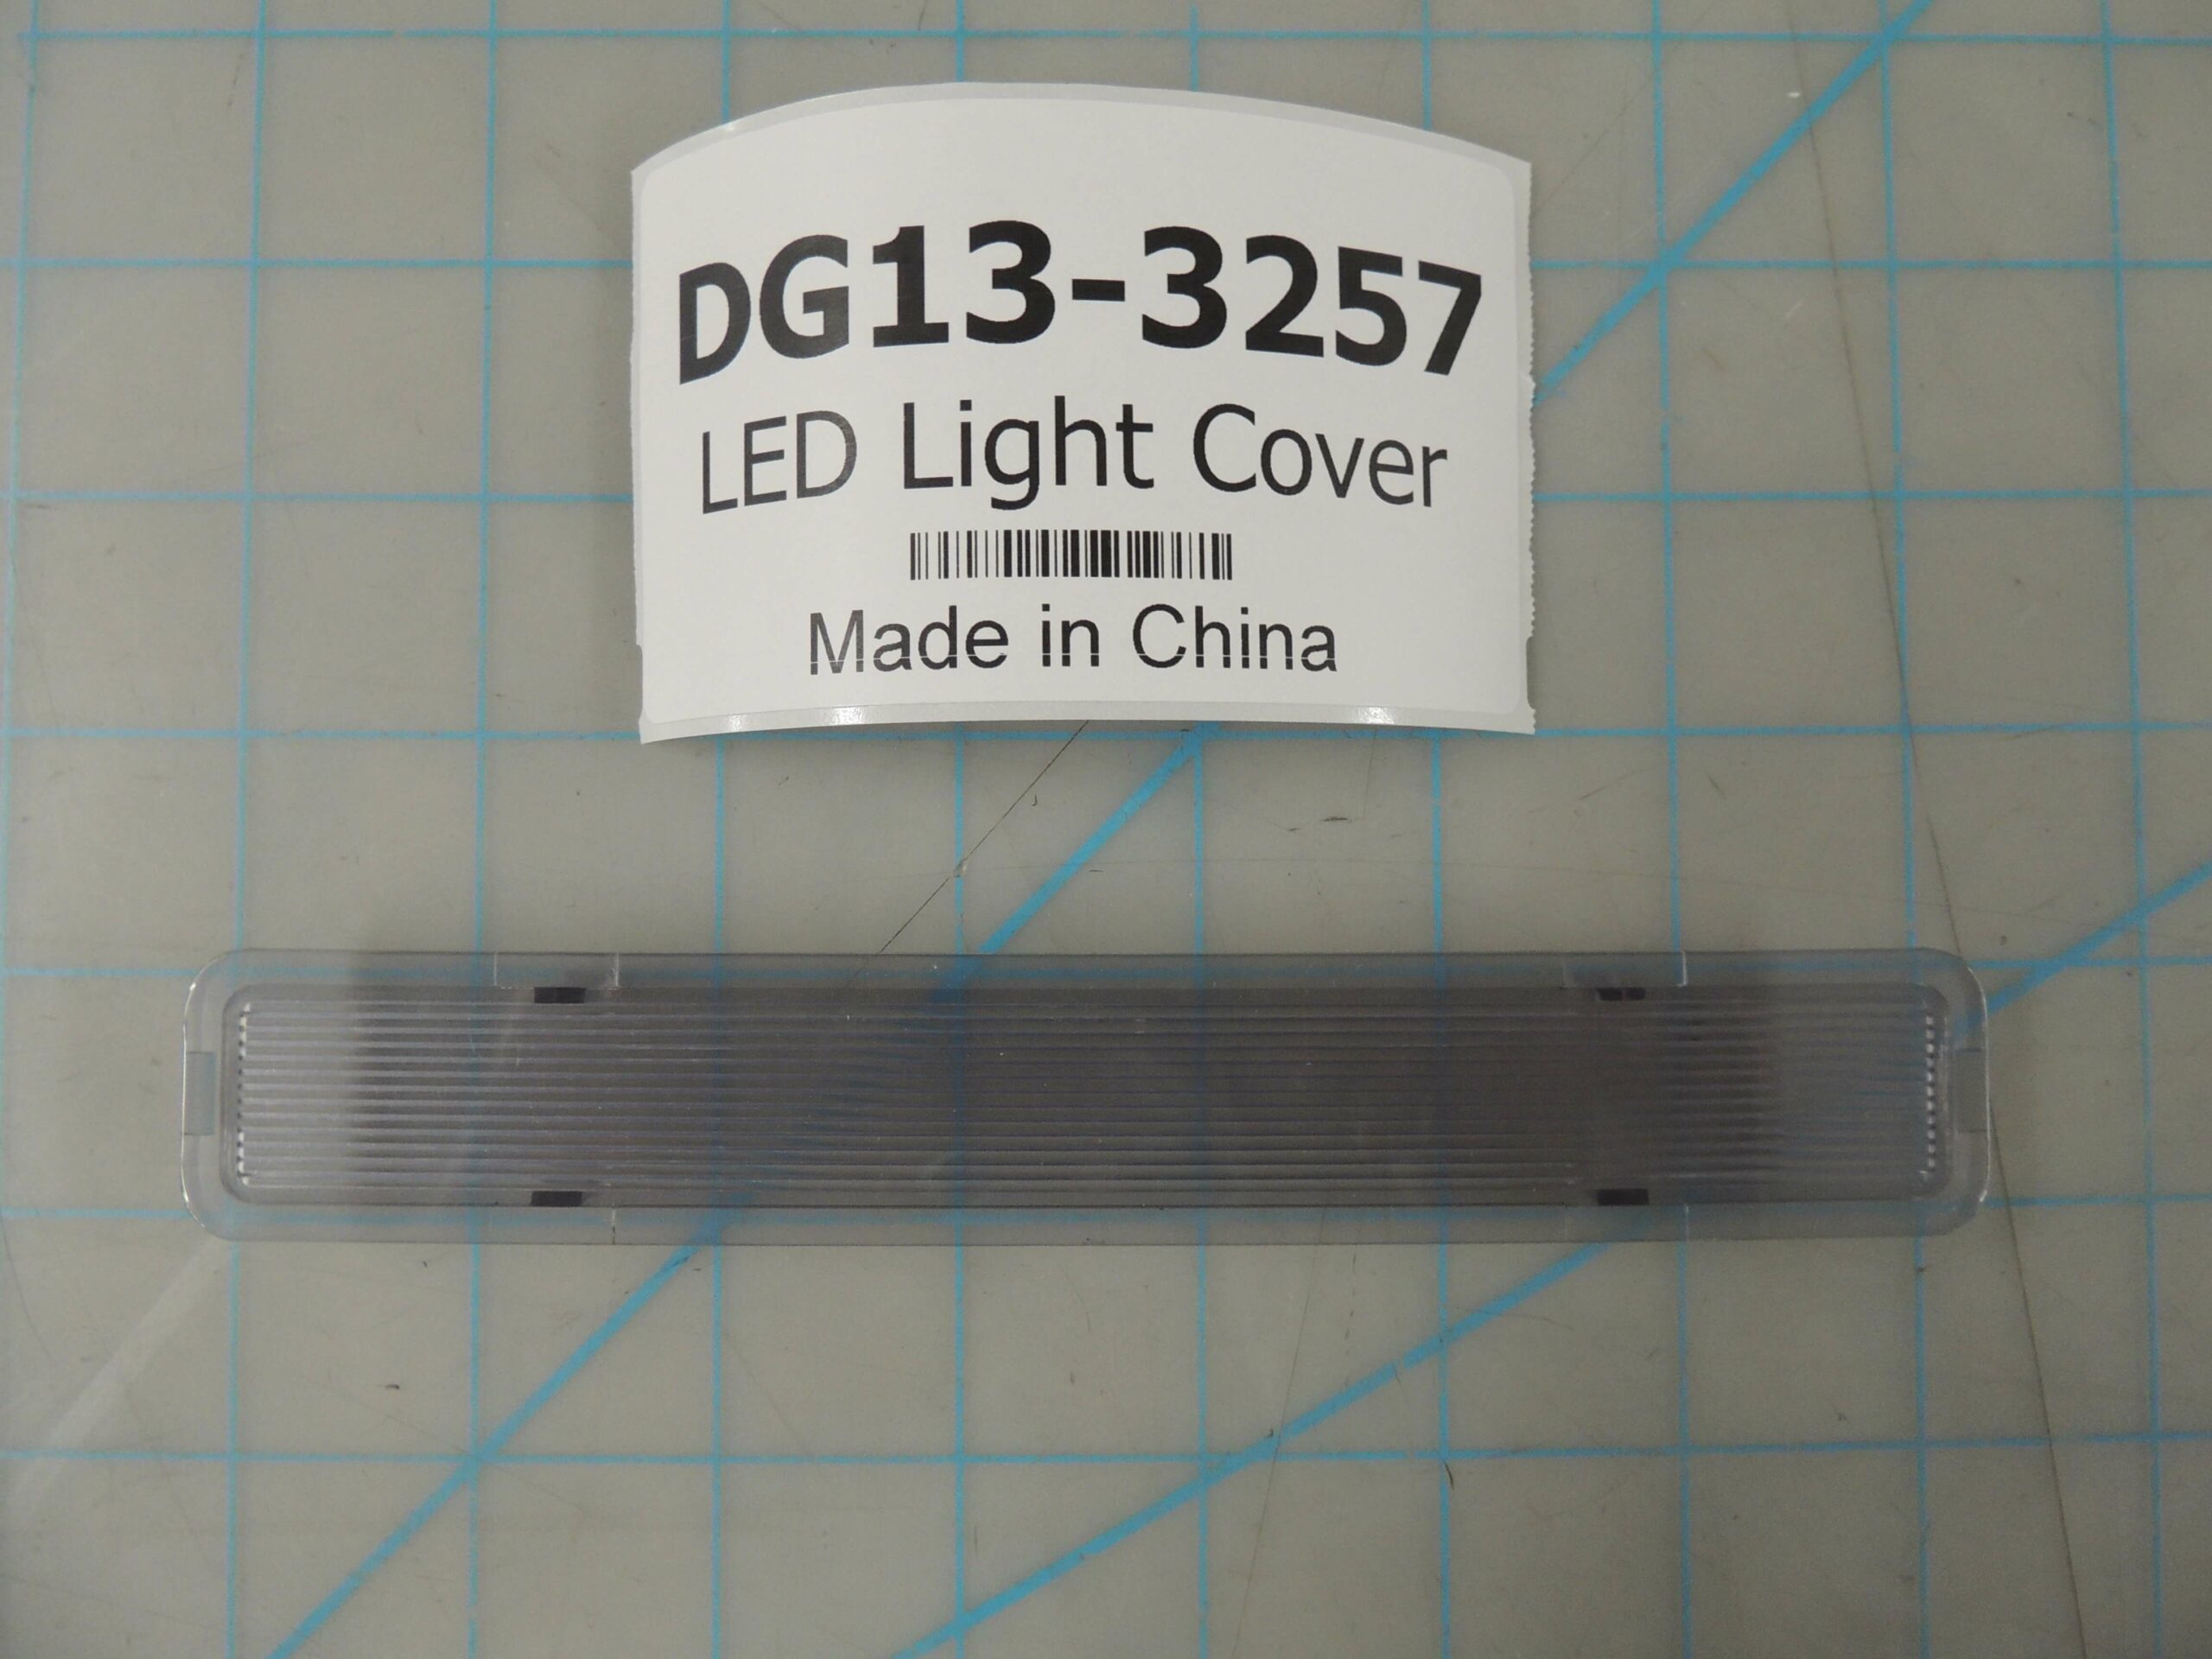 DG13-3257
LED Light Cover
Made in China